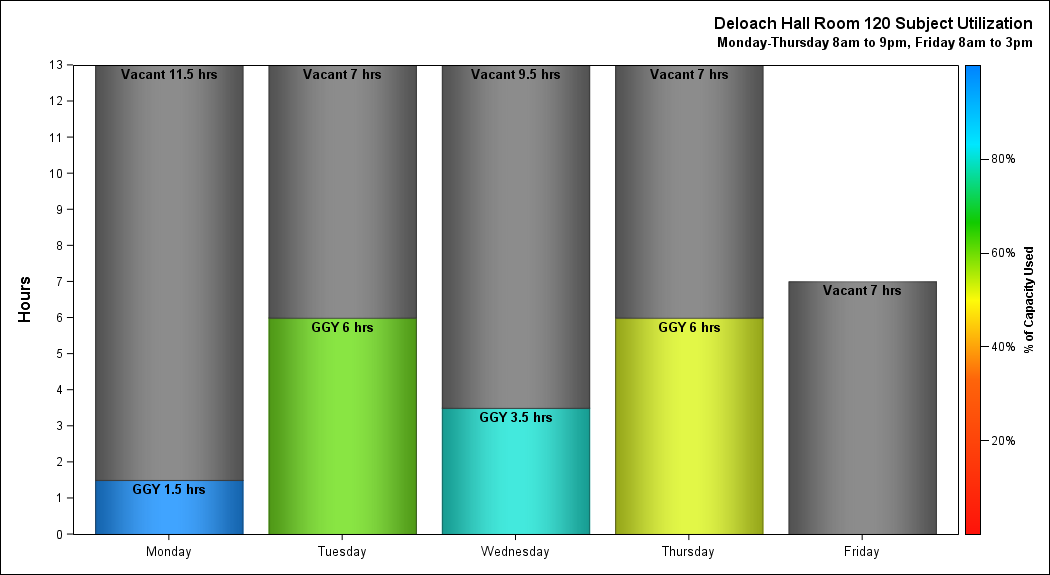 Deloach Hall Room 120 Subject Utilization
Monday-Thursday 8am to 9pm, Friday 8am to 3pm
Hours
13
12
11
10
9
8
7
6
5
4
3
2
1
0
Vacant 11.5 hrs
GGY 1.5 hrs
Vacant 7 hrs
GGY 6 hrs
Vacant 9.5 hrs
GGY 3.5 hrs
Vacant 7 hrs
GGY 6 hrs
Vacant 7 hrs
Monday
Tuesday
Wednesday
Thursday
Friday
80%
60%
40%
20%
% of Capacity Used